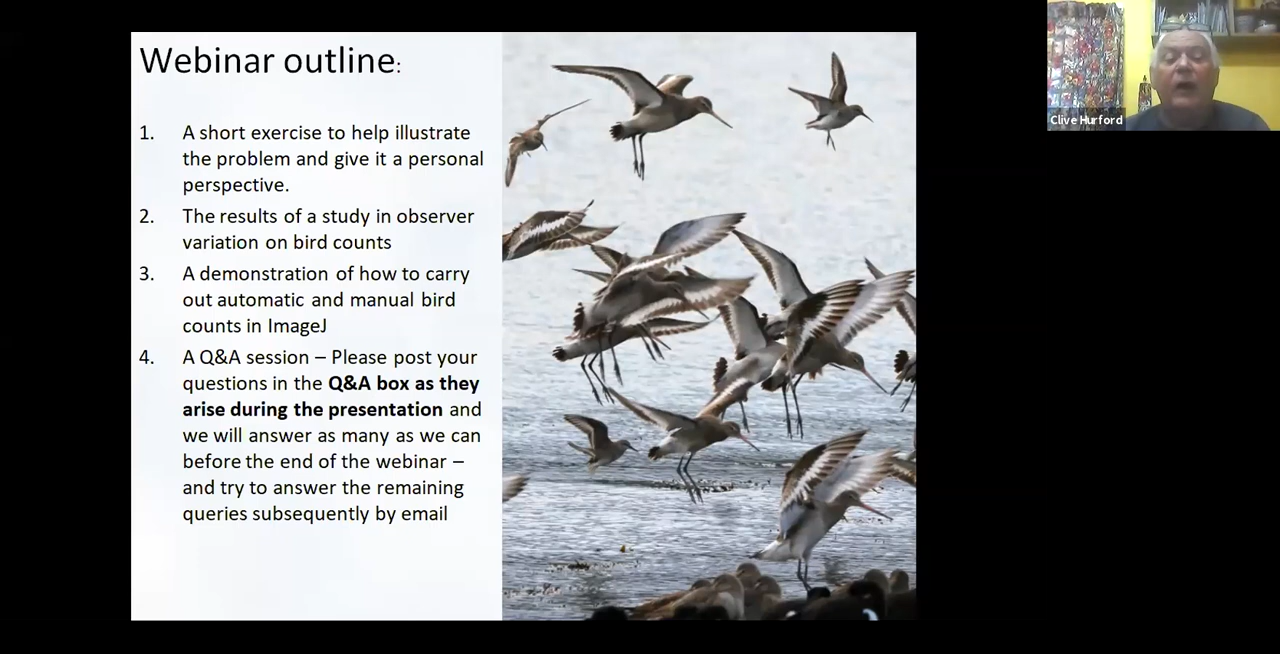 Webinar outline:
1. A short exercise to help illustrate
the problem and give it a personal
perspective.
2. The results of a study in observer
variation on bird counts
3. A demonstration of how to carry
out automatic and manual bird
counts in ImageJ
4. A Q&A session – Please post your
questions in the Q&A box as they
arise during the presentation and
we will answer as many as we can
before the end of the webinar –
and try to answer the remaining
queries subsequently by email
Clive Hurford